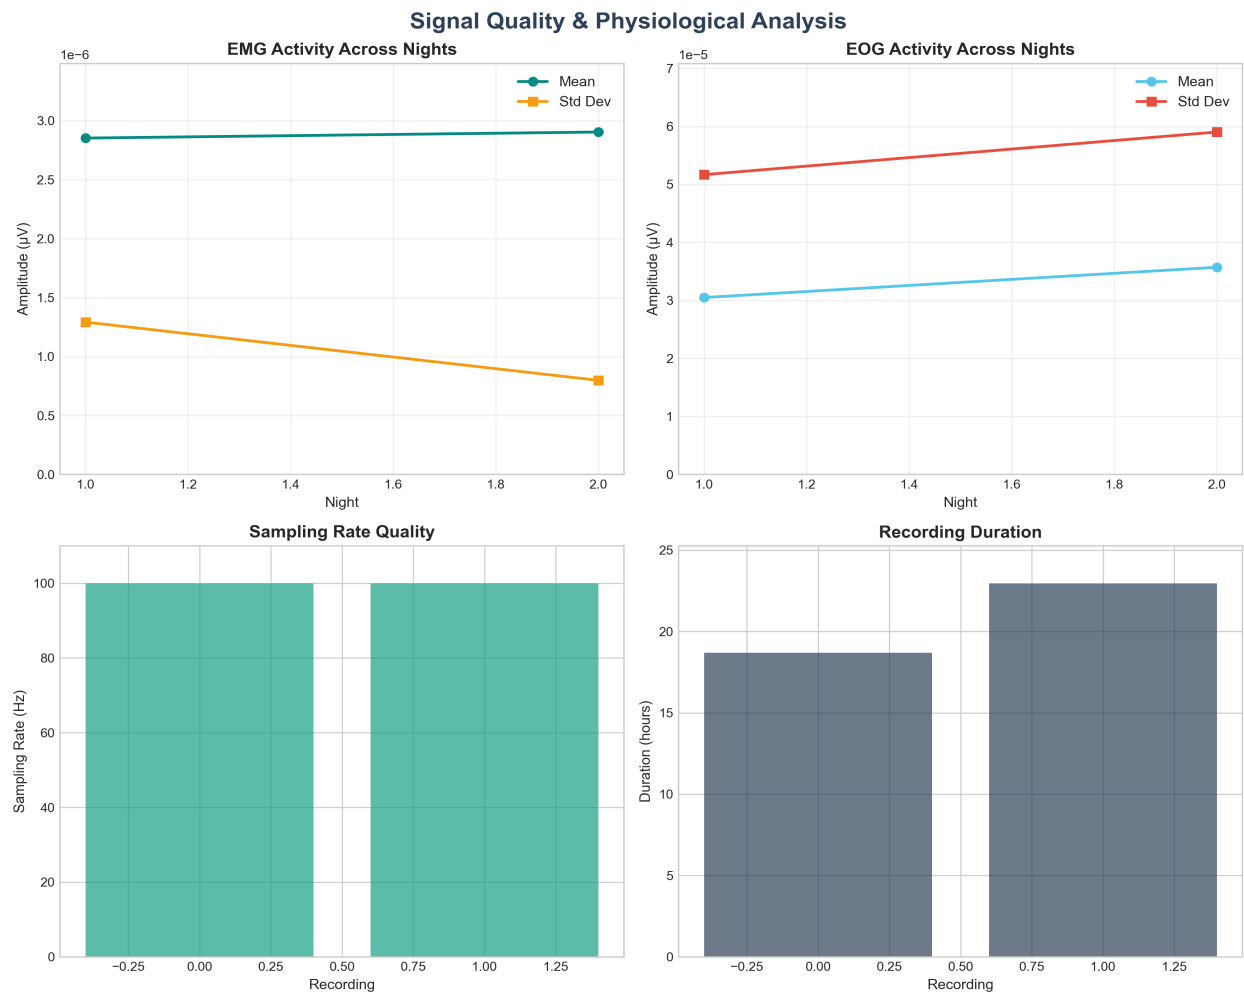 Signal Quality & Physiological Analysis
EMG Activity Across Nights
1e−6
Mean
Std Dev
3.0
2.5
2.0
1.5
1.0
0.5
0.0
Amplitude (μV)
1.0 1.2 1.4 1.6 1.8 2.0
Night
EOG Activity Across Nights
1e−5
Mean
Std Dev
7
6
5
4
3
2
1
0
Amplitude (μV)
1.0 1.2 1.4 1.6 1.8 2.0
Night
Sampling Rate Quality
100
80
60
40
20
0
Sampling Rate (Hz)
−0.25 0.00 0.25 0.50 0.75 1.00 1.25
Recording
Recording Duration
25
20
15
10
5
0
Duration (hours)
−0.25 0.00 0.25 0.50 0.75 1.00 1.25
Recording